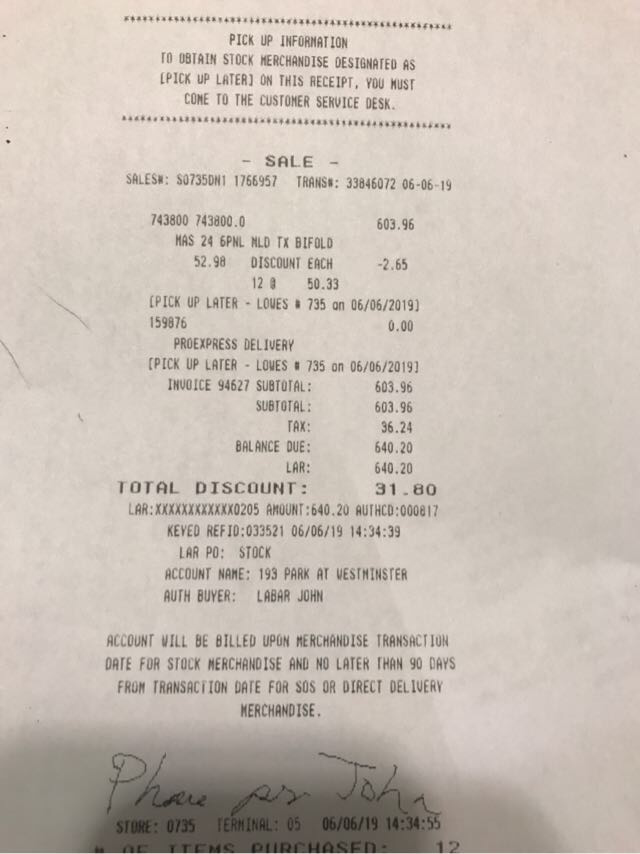 ****************************************************
PICK UP INFORMATION
TO OBTAIN STOCK MERCHANDISE DESIGNATED AS
[PICK UP LATER] ON THIS RECEIPT, YOU MUST
COME TO THE CUSTOMER SERVICE DESK.
****************************************************
- SALE -
SALES#: S0735DN1 1766957 TRANS#: 33846072 06-06-19
743800 743800.0 603.96
MAS 24 6PNL MLD TX BIFOLD
52.98 DISCOUNT EACH -2.65
12 @ 50.33
[PICK UP LATER - LOWES # 735 on 06/06/2019]
159876 0.00
PROEXPRESS DELIVERY
[PICK UP LATER - LOWES # 735 on 06/06/2019]
INVOICE 94627 SUBTOTAL: 603.96
SUBTOTAL: 603.96
TAX: 36.24
BALANCE DUE: 640.20
LAR: 640.20
TOTAL DISCOUNT: 31.80
LAR:XXXXXXXXXXXX0205 AMOUNT:640.20 AUTHCD:000817
KEYED REFID:033521 06/06/19 14:34:39
LAR PO: STOCK
ACCOUNT NAME: 193 PARK AT WESTMINSTER
AUTH BUYER: LABAR JOHN
ACCOUNT WILL BE BILLED UPON MERCHANDISE TRANSACTION
DATE FOR STOCK MERCHANDISE AND NO LATER THAN 90 DAYS
FROM TRANSACTION DATE FOR SOS OR DIRECT DELIVERY
MERCHANDISE.
Phone per John
STORE: 0735 TERMINAL: 05 06/06/19 14:34:55
# OF ITEMS PURCHASED: 12